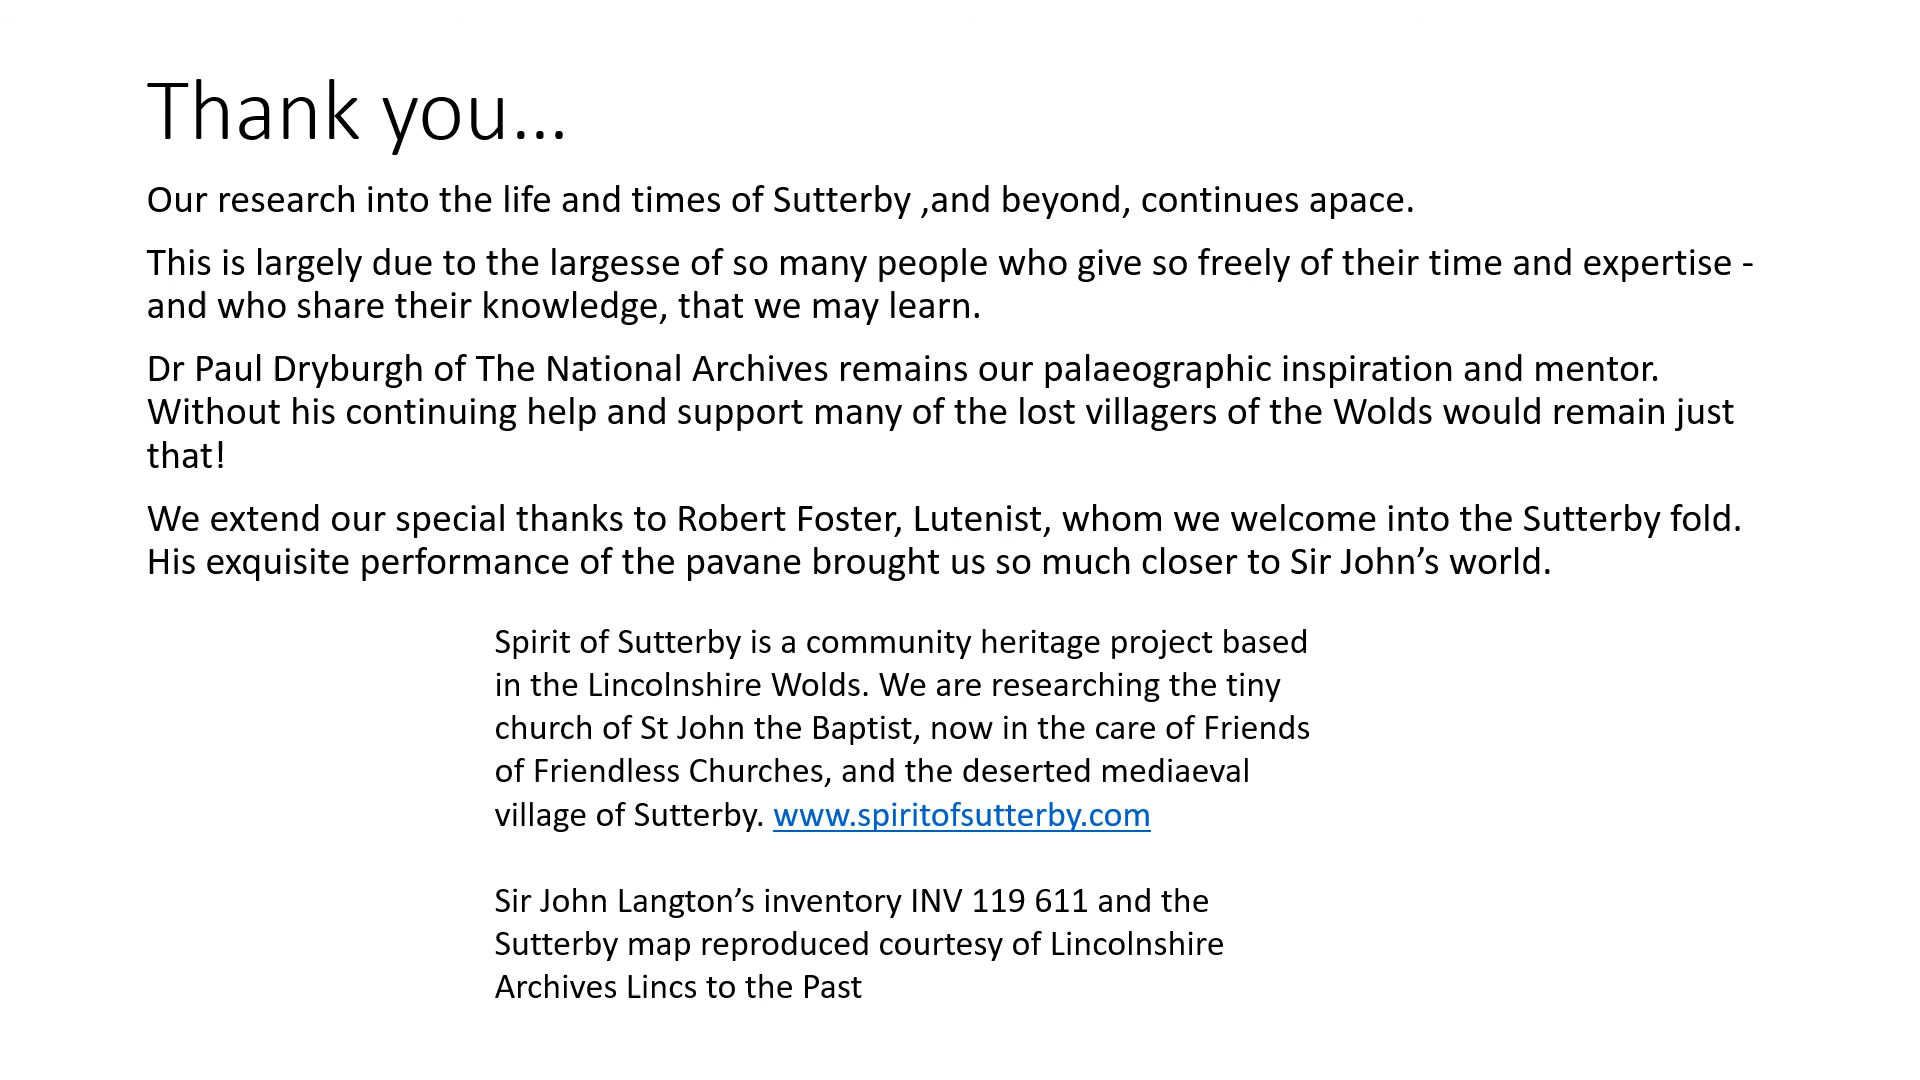 Thank you…
Our research into the life and times of Sutterby ,and beyond, continues apace.
This is largely due to the largesse of so many people who give so freely of their time and expertise -
and who share their knowledge, that we may learn.
Dr Paul Dryburgh of The National Archives remains our palaeographic inspiration and mentor.
Without his continuing help and support many of the lost villagers of the Wolds would remain just
that!
We extend our special thanks to Robert Foster, Lutenist, whom we welcome into the Sutterby fold.
His exquisite performance of the pavane brought us so much closer to Sir John’s world.
Spirit of Sutterby is a community heritage project based
in the Lincolnshire Wolds. We are researching the tiny
church of St John the Baptist, now in the care of Friends
of Friendless Churches, and the deserted mediaeval
village of Sutterby. www.spiritofsutterby.com
Sir John Langton’s inventory INV 119 611 and the
Sutterby map reproduced courtesy of Lincolnshire
Archives Lincs to the Past